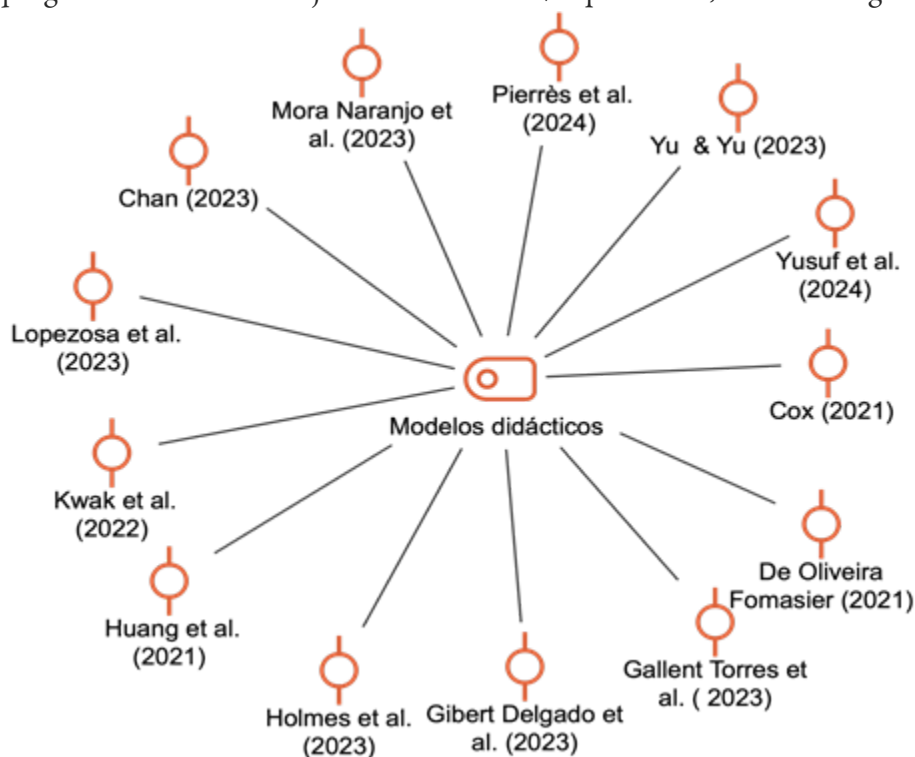 Mora Naranjo et
al. (2023)
Pierrès et al.
(2024)
Yu & Yu (2023)
Chan (2023)
Yusuf et al.
(2024)
Lopezosa et al.
(2023)
Cox (2021)
Modelos didácticos
Kwak et al.
(2022)
De Oliveira
Fomasier (2021)
Huang et al.
(2021)
Gallent Torres et
al. ( 2023)
Holmes et al.
(2023)
Gibert Delgado et
al. (2023)